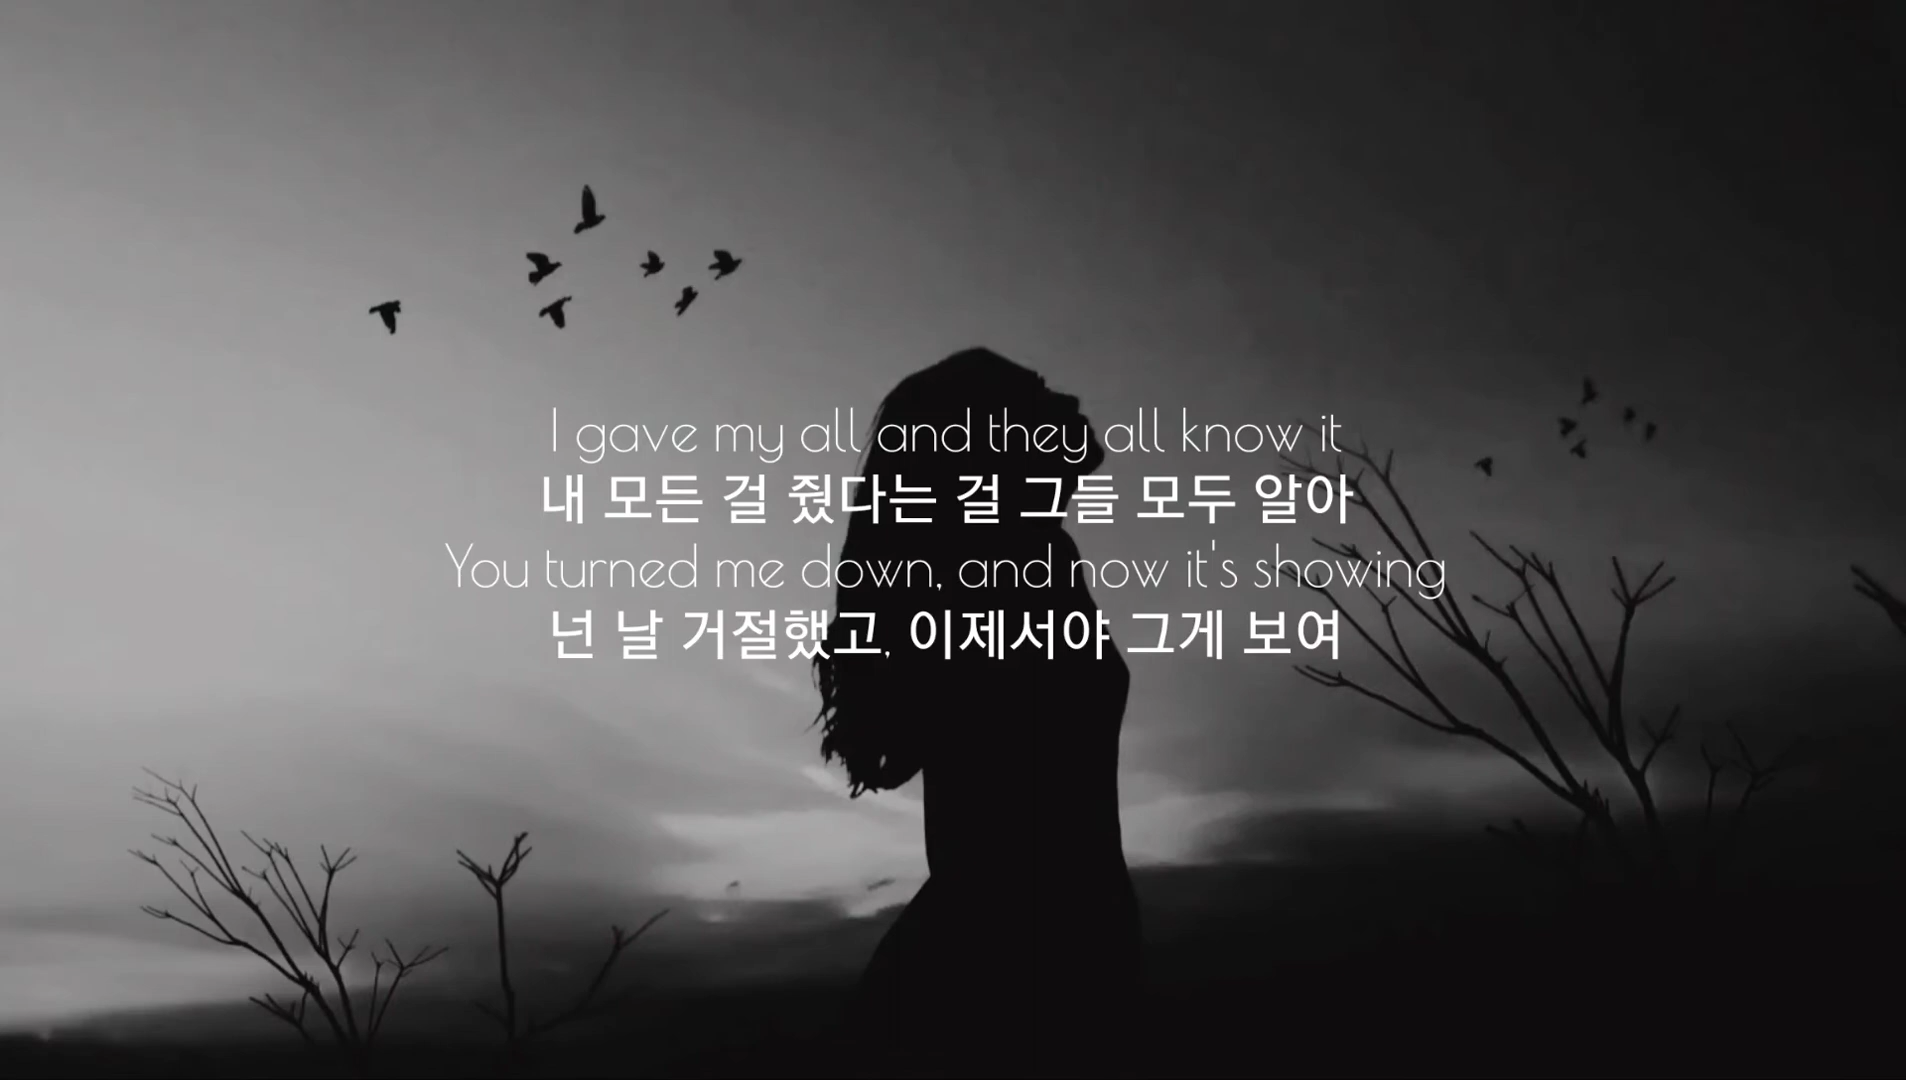 I gave my all and they all know it
내 모든 걸 줬다는 걸 그들 모두 알아
You turned me down, and now it's showing
넌 날 거절했고, 이제서야 그게 보여